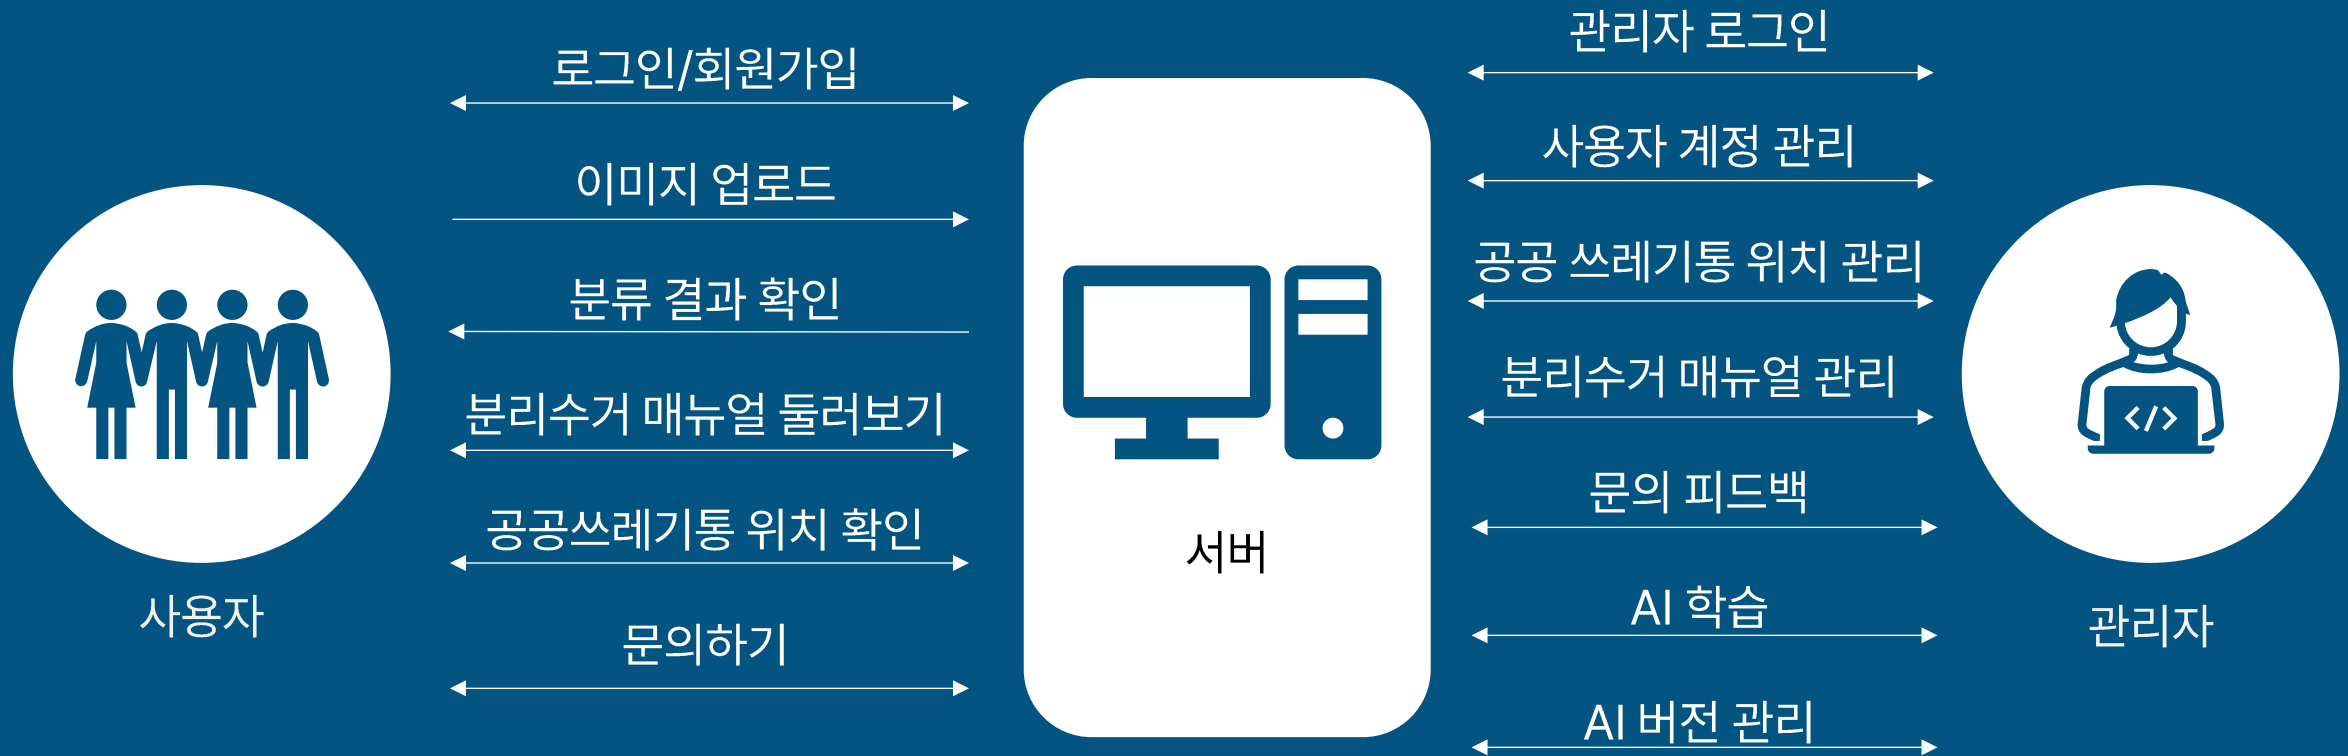 로그인/회원가입
이미지 업로드
분류 결과 확인
분리수거 매뉴얼 둘러보기
공공쓰레기통 위치 확인
문의하기
사용자
서버
관리자 로그인
사용자 계정 관리
공공 쓰레기통 위치 관리
분리수거 매뉴얼 관리
문의 피드백
AI 학습
AI 버전 관리
관리자